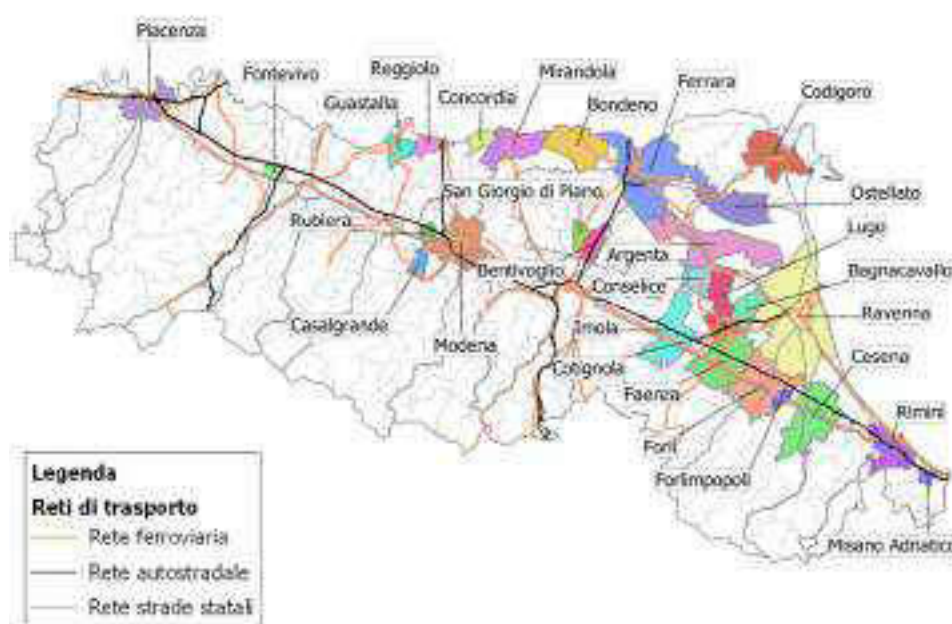 Piacenza
Fontevivo
Reggiolo
Guastalla
Concordia
Mirandola
Bondeno
Ferrara
Codigoro
San Giorgio di Piano
Ostellato
Rubiera
Lugo
Argenta
Bentivoglio
Bagnacavallo
Conselice
Casalgrande
Modena
Imola
Ravenna
Cotignola
Cesena
Faenza
Rimini
Forlì
Forlimpopoli
Misano Adriatico
Legenda
Reti di trasporto
Rete ferroviaria
Rete autostradale
Rete strade statali